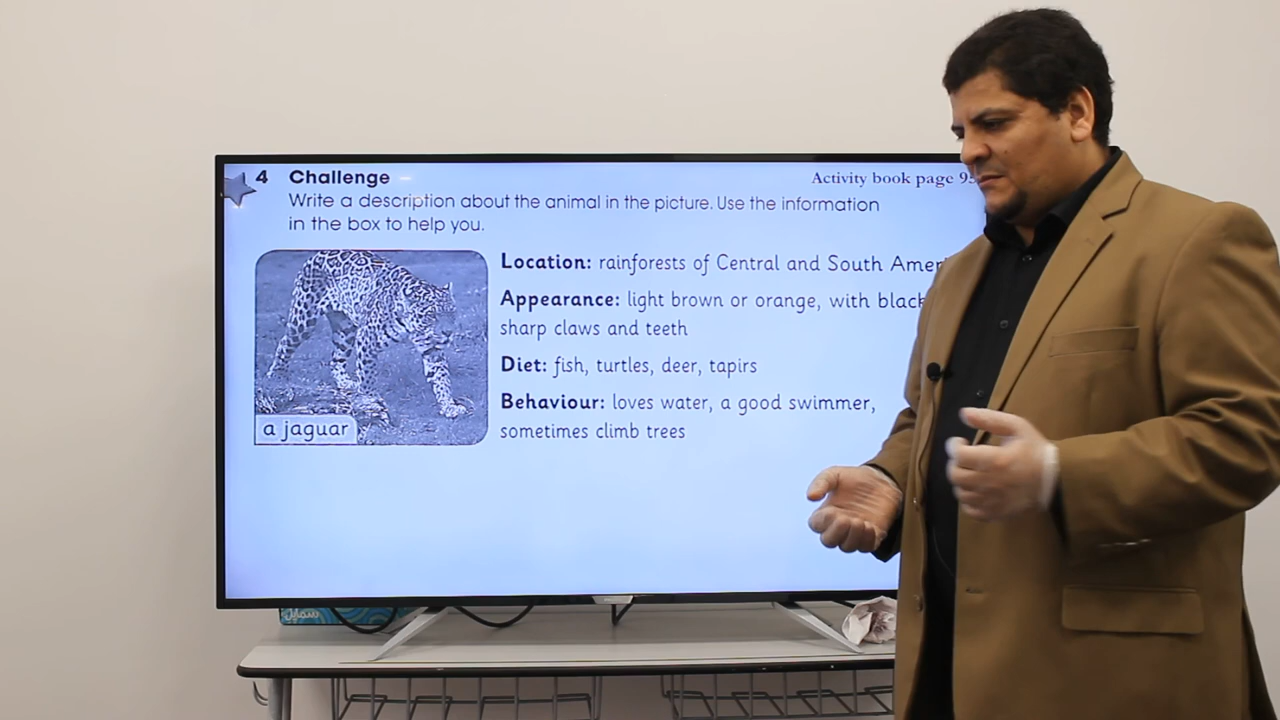 4 Challenge
Activity book page
Write a description about the animal in the picture. Use the information
in the box to help you.
Location: rainforests of Central and South
Appearance: light brown or orange, with black
sharp claws and teeth
Diet: fish, turtles, deer, tapirs
Behaviour: loves water, a good swimmer,
sometimes climb trees
a jaguar